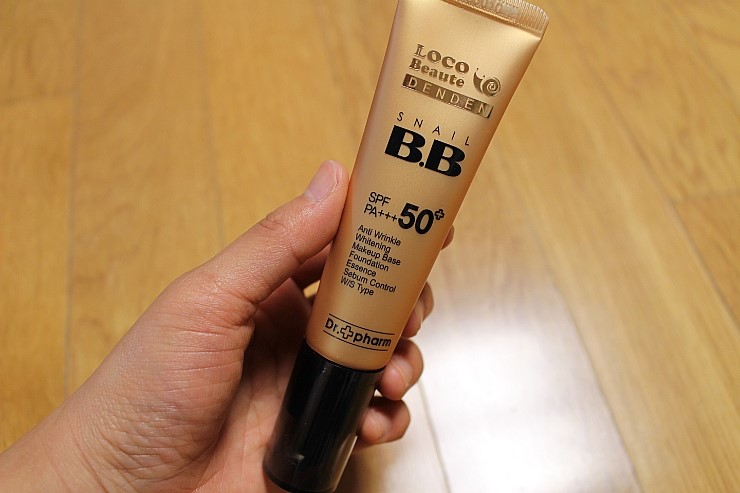 LOCO
Beaute
DENDEN
SNAIL
B.B
SPF
PA+++ 50+
Anti Wrinkle
Whitening
Makeup Base
Foundation
Essence
Sebum Control
W/S Type
Dr.+pharm